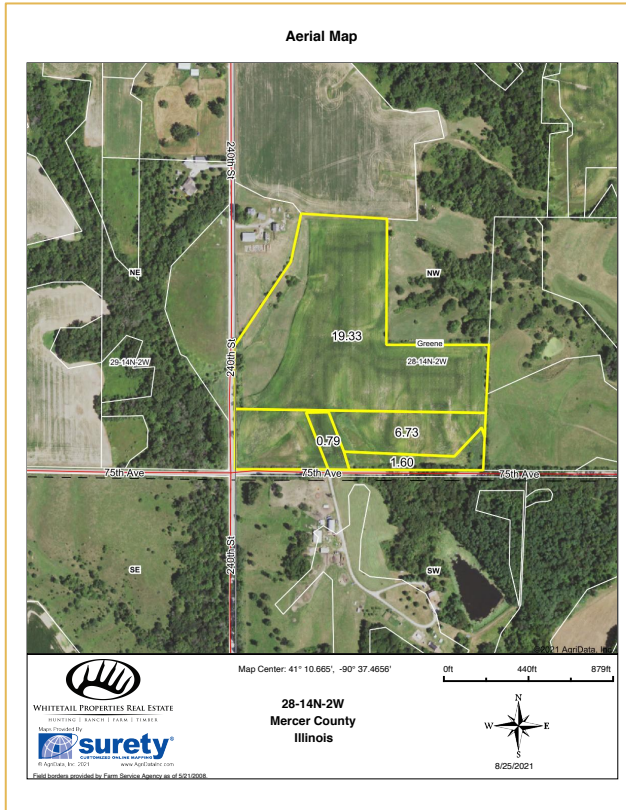 Aerial Map
240th St
NE
NW
19.33
Greene
29-14N-2W
28-14N-2W
240th St
6.73
0.79
1.60
75th Ave
75th Ave
75th Ave
240th St
SE
SW
©2021 AgriData, Inc.
Map Center: 41° 10.665', -90° 37.4656'
0ft 440ft 879ft
WHITETAIL PROPERTIES REAL ESTATE
HUNTING | RANCH | FARM | TIMBER
28-14N-2W
Mercer County
Illinois
Maps Provided By:
surety®
CUSTOMIZED ONLINE MAPPING
© AgriData, Inc. 2021 www.AgriDataInc.com
N
W E
S
8/25/2021
Field borders provided by Farm Service Agency as of 5/21/2008.